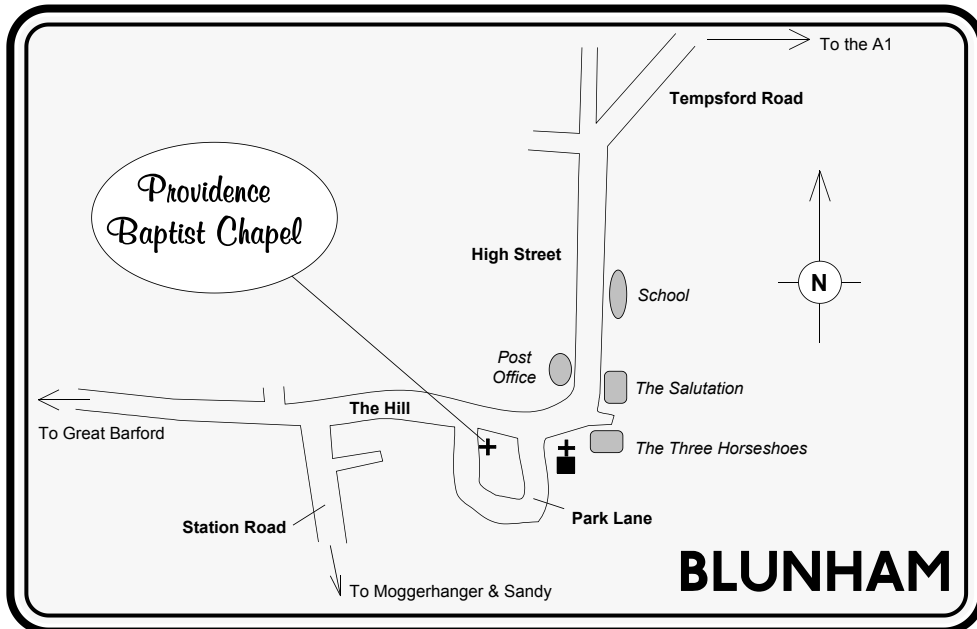 To the A1
Tempsford Road
Providence
Baptist Chapel
High Street
N
School
Post
Office
The Salutation
The Hill
To Great Barford
The Three Horseshoes
Station Road
Park Lane
BLUNHAM
To Moggerhanger & Sandy